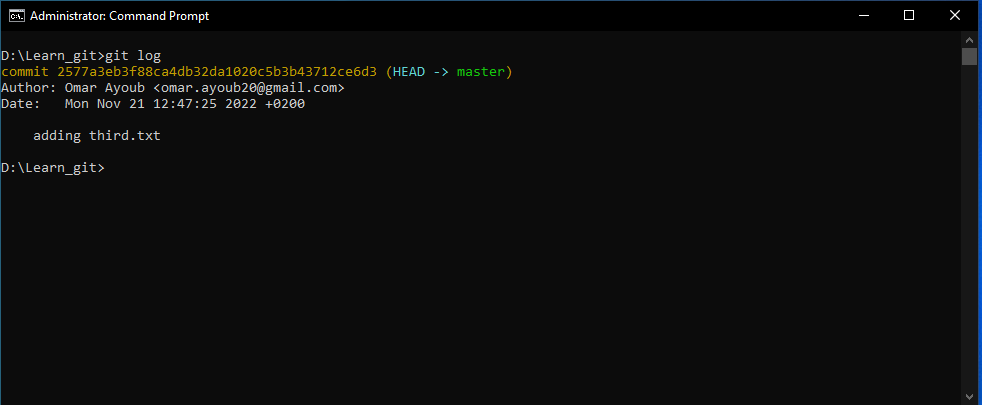 Administrator: Command Prompt
D:\Learn_git>git log
commit 2577a3eb3f88ca4db32da1020c5b3b43712ce6d3 (HEAD -> master)
Author: Omar Ayoub <omar.ayoub20@gmail.com>
Date:   Mon Nov 21 12:47:25 2022 +0200
    adding third.txt
D:\Learn_git>